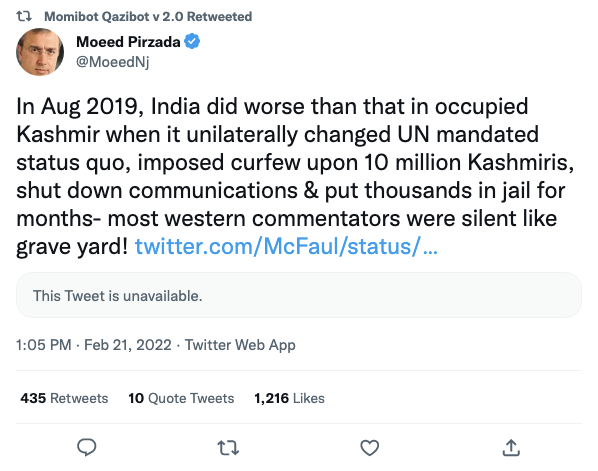 Momibot Qazibot v 2.0 Retweeted
Moeed Pirzada
@MoeedNj
In Aug 2019, India did worse than that in occupied
Kashmir when it unilaterally changed UN mandated
status quo, imposed curfew upon 10 million Kashmiris,
shut down communications & put thousands in jail for
months- most western commentators were silent like
grave yard! twitter.com/McFaul/status/...
This Tweet is unavailable.
1:05 PM · Feb 21, 2022 · Twitter Web App
435 Retweets 10 Quote Tweets 1,216 Likes